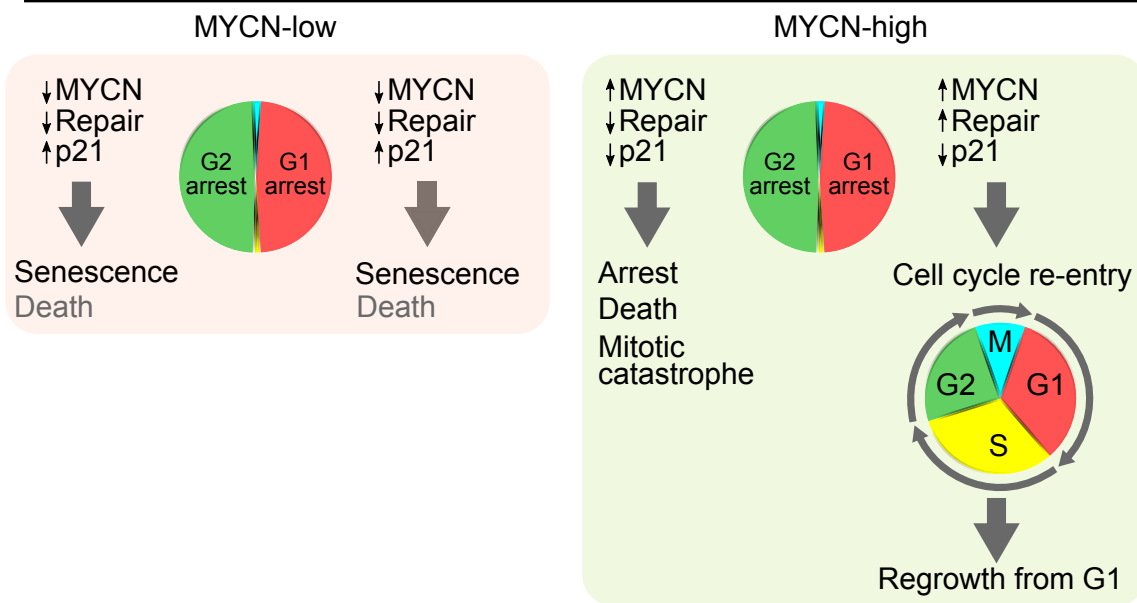 MYCN-low
↓MYCN
↓Repair
↑p21
G2
arrest
G1
arrest
↓MYCN
↓Repair
↑p21
Senescence
Death
Senescence
Death
MYCN-high
↑MYCN
↓Repair
↓p21
G2
arrest
G1
arrest
↑MYCN
↑Repair
↓p21
Arrest
Death
Mitotic
catastrophe
Cell cycle re-entry
M
G2
G1
S
Regrowth from G1